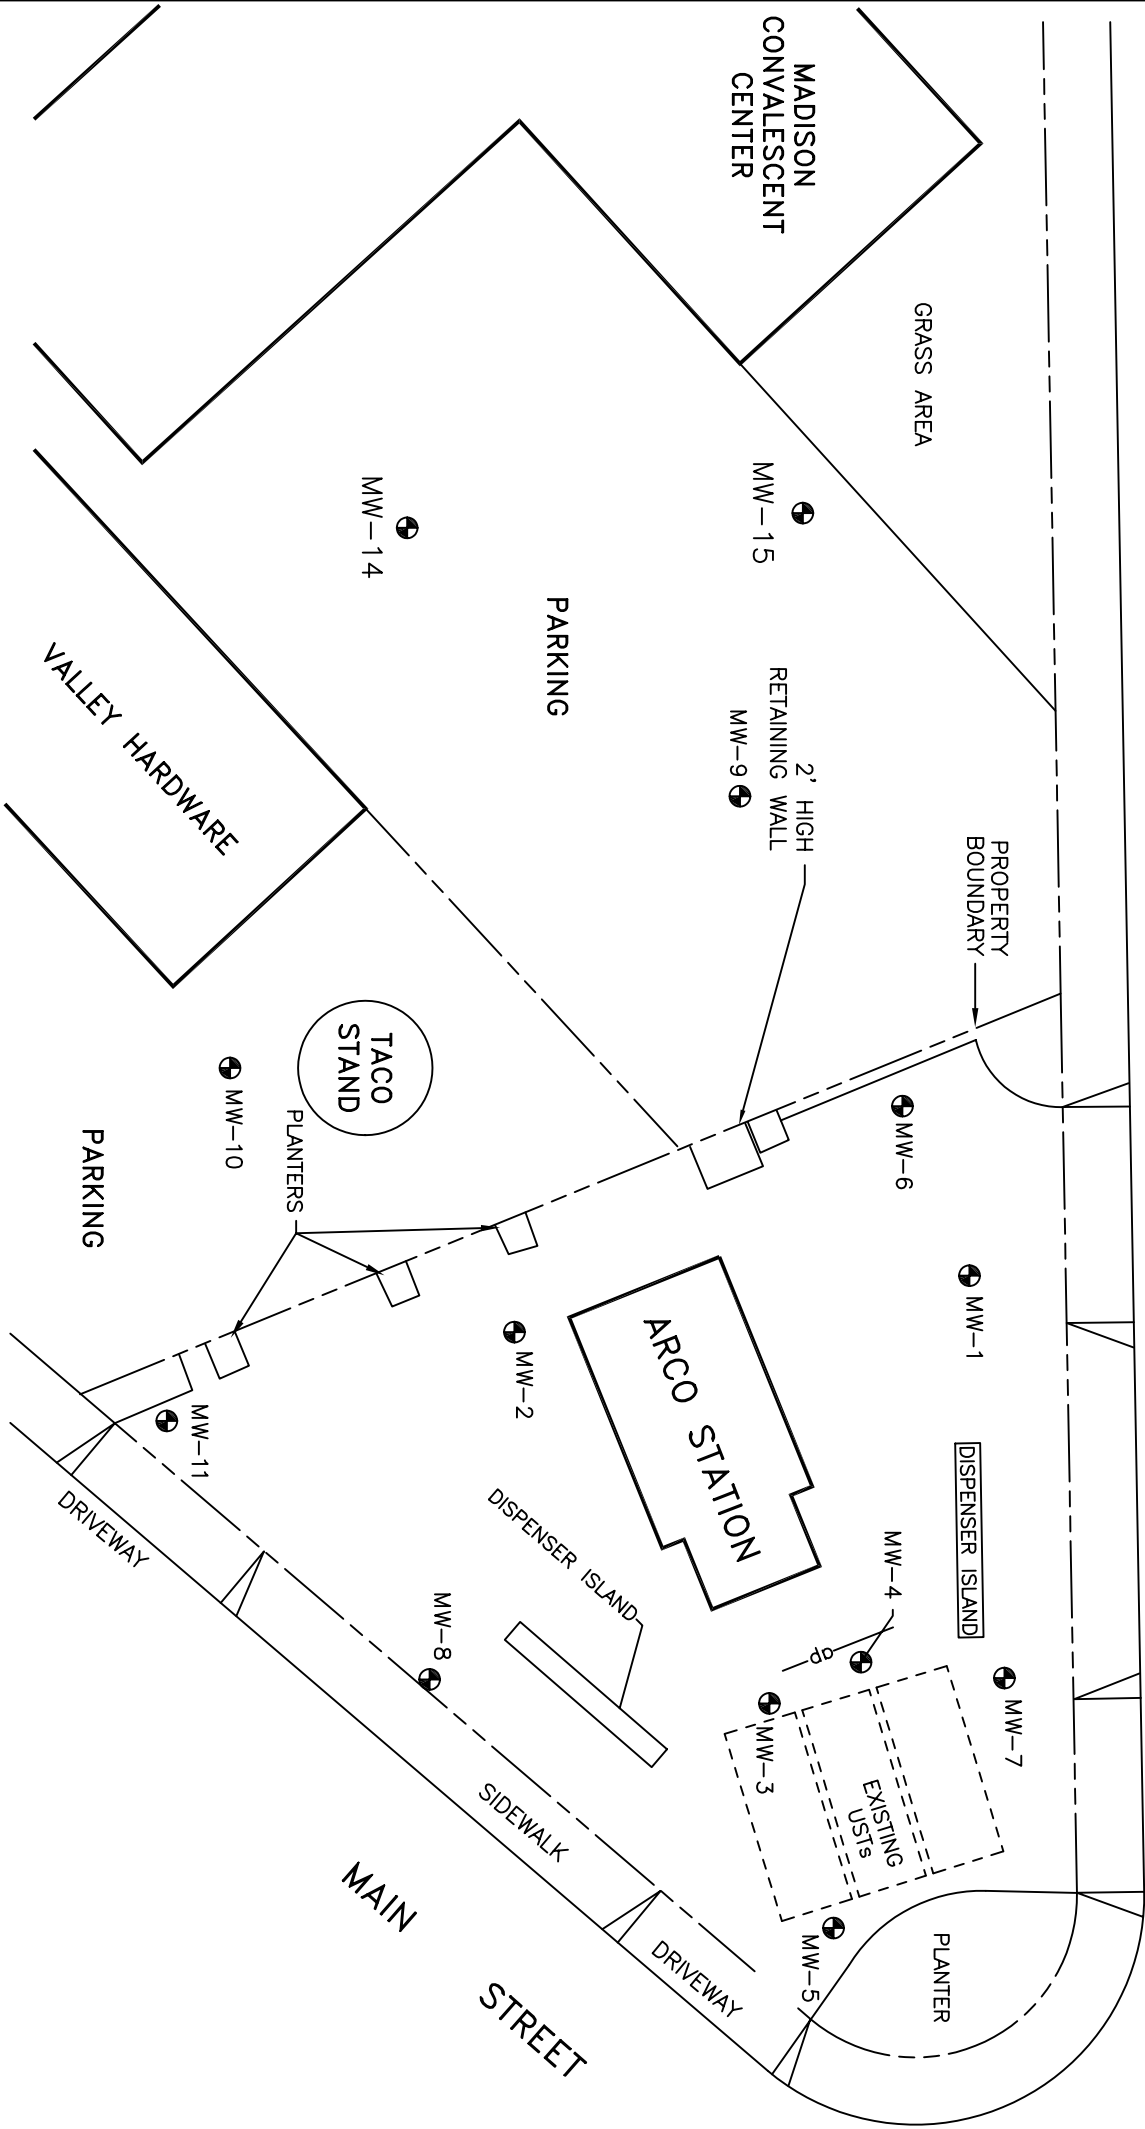 MADISON
CONVALESCENT
CENTER
GRASS AREA
MW-15
MW-14
PARKING
2' HIGH
RETAINING WALL
MW-9
PROPERTY
BOUNDARY
VALLEY HARDWARE
TACO
STAND
MW-10
PLANTERS
PARKING
MW-6
MW-1
MW-2
ARCO STATION
MW-11
DRIVEWAY
DISPENSER ISLAND
DISPENSER ISLAND
MW-4
dp
MW-8
MW-7
MW-3
EXISTING
USTs
SIDEWALK
MW-5
PLANTER
DRIVEWAY
MAIN STREET